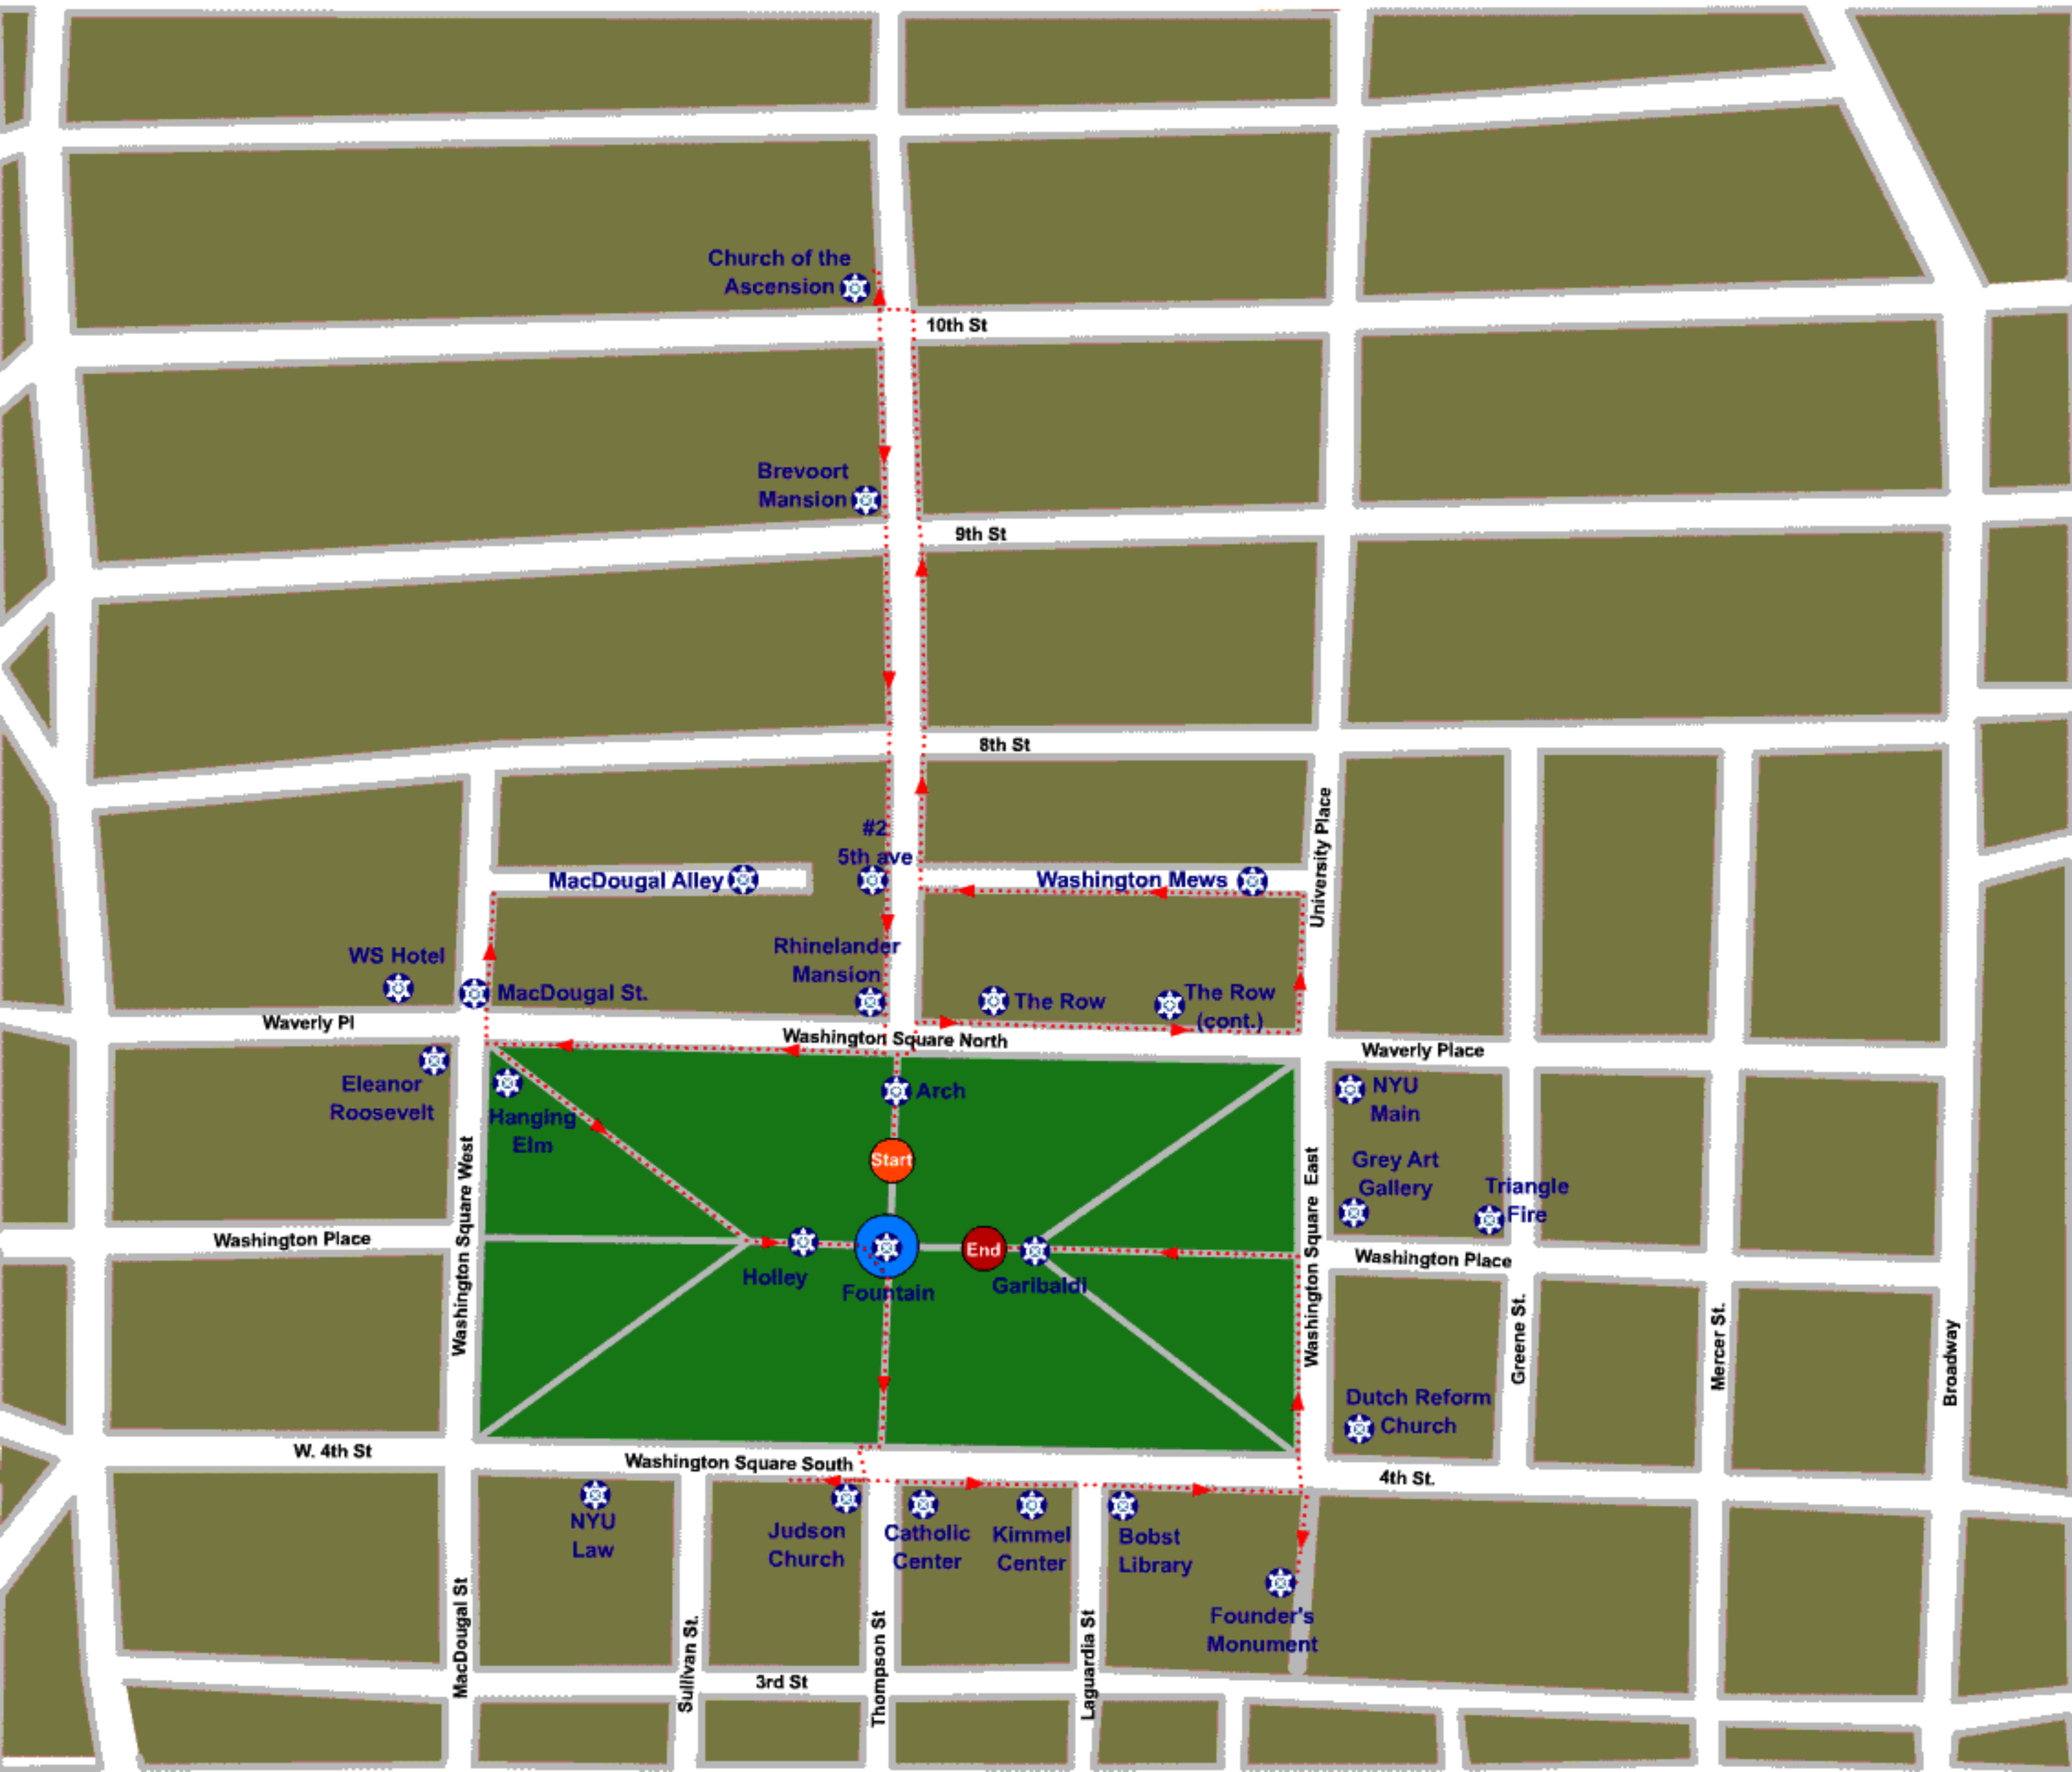 Church of the
Ascension
10th St
Brevoort
Mansion
9th St
8th St
#2
5th ave
MacDougal Alley
Washington Mews
University Place
WS Hotel
MacDougal St.
Rhinelander
Mansion
The Row
The Row
(cont.)
Waverly Pl
Washington Square North
Waverly Place
Eleanor
Roosevelt
Hanging
Elm
Arch
NYU
Main
Start
Grey Art
Gallery
Triangle
Fire
Washington Square West
Washington Square East
Washington Place
End
Washington Place
Holley
Fountain
Garibaldi
Greene St.
Mercer St.
Broadway
Dutch Reform
Church
W. 4th St
Washington Square South
4th St.
NYU
Law
Judson
Church
Catholic
Center
Kimmel
Center
Bobst
Library
Founder's
Monument
MacDougal St
Sullivan St.
Thompson St
Laguardia St
3rd St